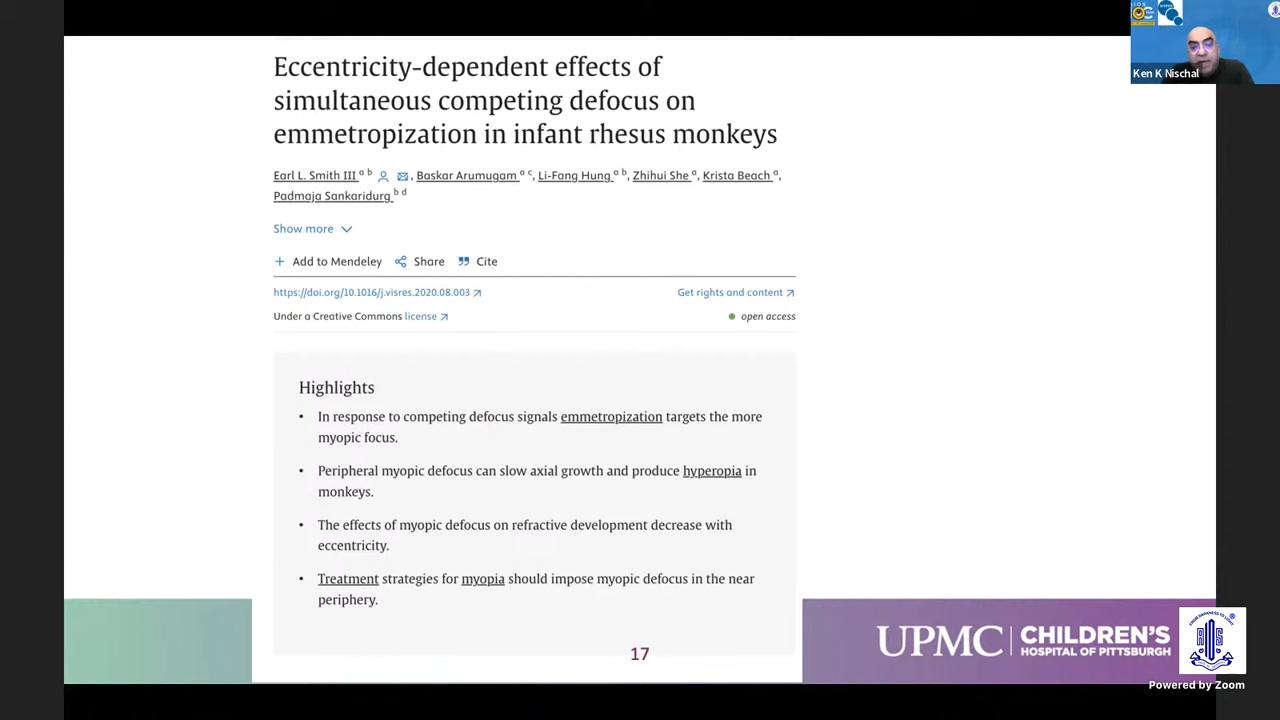 Eccentricity-dependent effects of
simultaneous competing defocus on
emmetropization in infant rhesus monkeys
Earl L. Smith III a b , Baskar Arumugam a c, Li-Fang Hung a b, Zhihui She a, Krista Beach a,
Padmaja Sankaridurg b d
Show more
Add to Mendeley Share Cite
https://doi.org/10.1016/j.visres.2020.08.003 Get rights and content
Under a Creative Commons license open access
Highlights
• In response to competing defocus signals emmetropization targets the more
myopic focus.
• Peripheral myopic defocus can slow axial growth and produce hyperopia in
monkeys.
• The effects of myopic defocus on refractive development decrease with
eccentricity.
• Treatment strategies for myopia should impose myopic defocus in the near
periphery.
17
UPMC CHILDREN'S
HOSPITAL OF PITTSBURGH
Powered by Zoom
Ken K Nischal